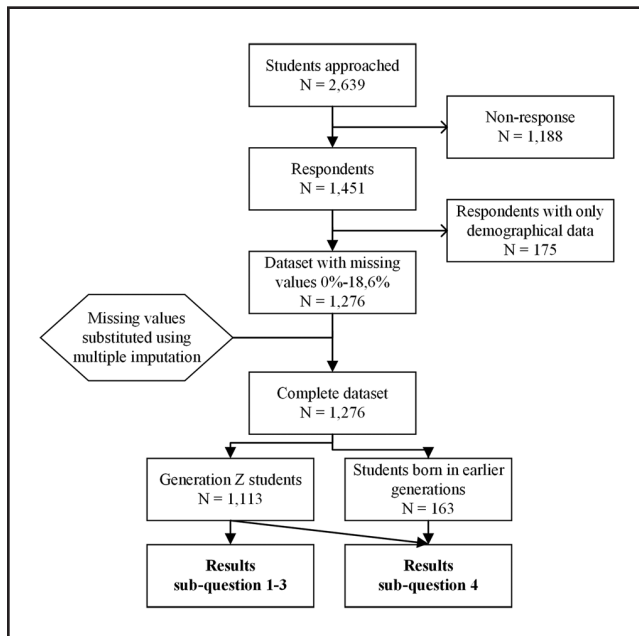 Students approached
N = 2,639
Non-response
N = 1,188
Respondents
N = 1,451
Respondents with only
demographical data
N = 175
Dataset with missing
values 0%-18,6%
N = 1,276
Missing values
substituted using
multiple imputation
Complete dataset
N = 1,276
Generation Z students
N = 1,113
Students born in earlier
generations
N = 163
Results
sub-question 1-3
Results
sub-question 4